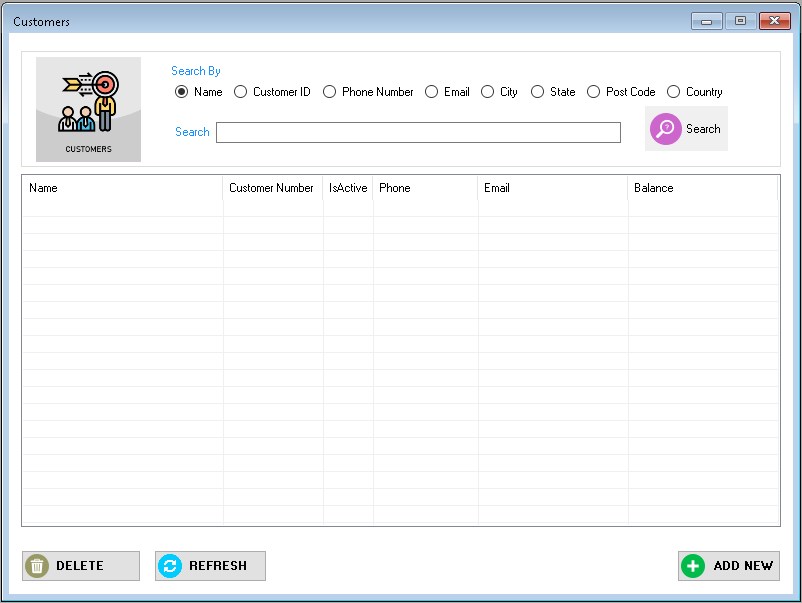 Customers
Search By
Name Customer ID Phone Number Email City State Post Code Country
CUSTOMERS
Search
Search
Name Customer Number IsActive Phone Email Balance
DELETE REFRESH ADD NEW